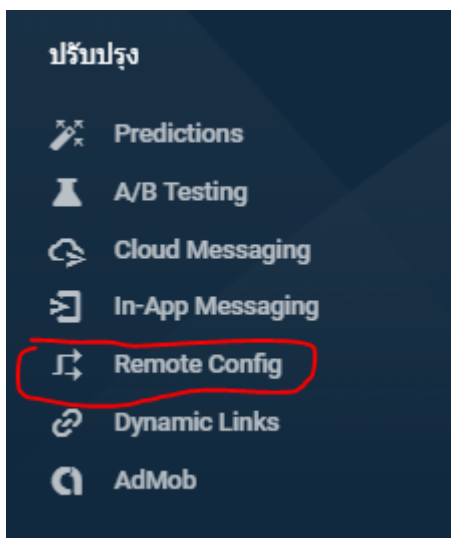 ปรับปรุง
Predictions
A/B Testing
Cloud Messaging
In-App Messaging
Remote Config
Dynamic Links
AdMob